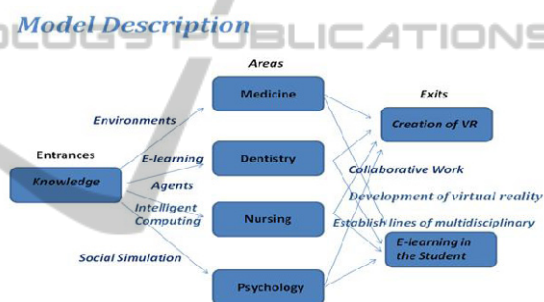 Model Description
Areas
Medicine
Exits
Environments
Creation of VR
Entrances
E-learning
Dentistry
Knowledge
Collaborative Work
Agents
Development of virtual reality
Intelligent
Computing
Nursing
Establish lines of multidisciplinary
E-learning in
the Student
Social Simulation
Psychology